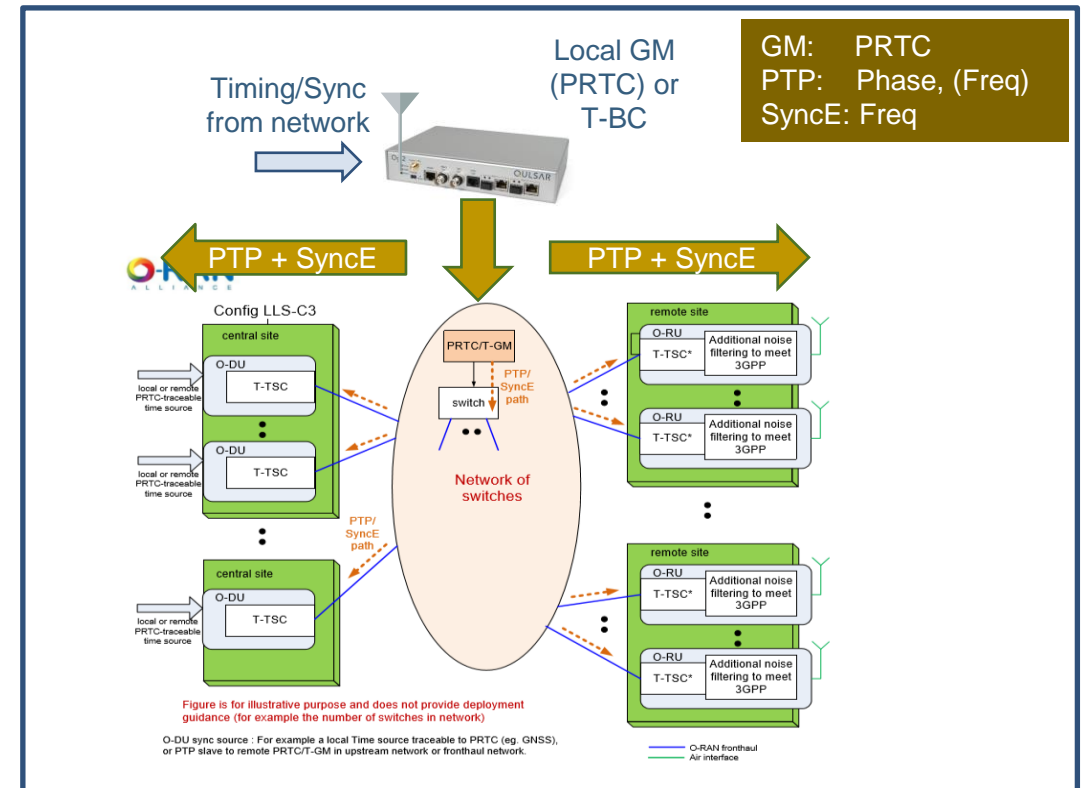 Timing/Sync
from network
Local GM
(PRTC) or
T-BC
GM: PRTC
PTP: Phase, (Freq)
SyncE: Freq
QULSAR
PTP + SyncE
PTP + SyncE
ALLIANCE
Config LLS-C3
central site
O-DU
T-TSC
local or remote
PRTC-traceable
time source
O-DU
T-TSC
local or remote
PRTC-traceable
time source
central site
O-DU
T-TSC
local or remote
PRTC-traceable
time source
PTP/
SyncE
path
PRTC/T-GM
PTP/
SyncE
path
switch
Network of
switches
remote site
O-RU
T-TSC*
Additional noise
filtering to meet
3GPP
O-RU
T-TSC*
Additional noise
filtering to meet
3GPP
remote site
O-RU
T-TSC*
Additional noise
filtering to meet
3GPP
O-RU
T-TSC*
Additional noise
filtering to meet
3GPP
Figure is for illustrative purpose and does not provide deployment
guidance (for example the number of switches in network)
O-DU sync source : For example a local Time source traceable to PRTC (eg. GNSS),
or PTP slave to remote PRTC/T-GM in upstream network or fronthaul network.
O-RAN fronthaul
Air interface